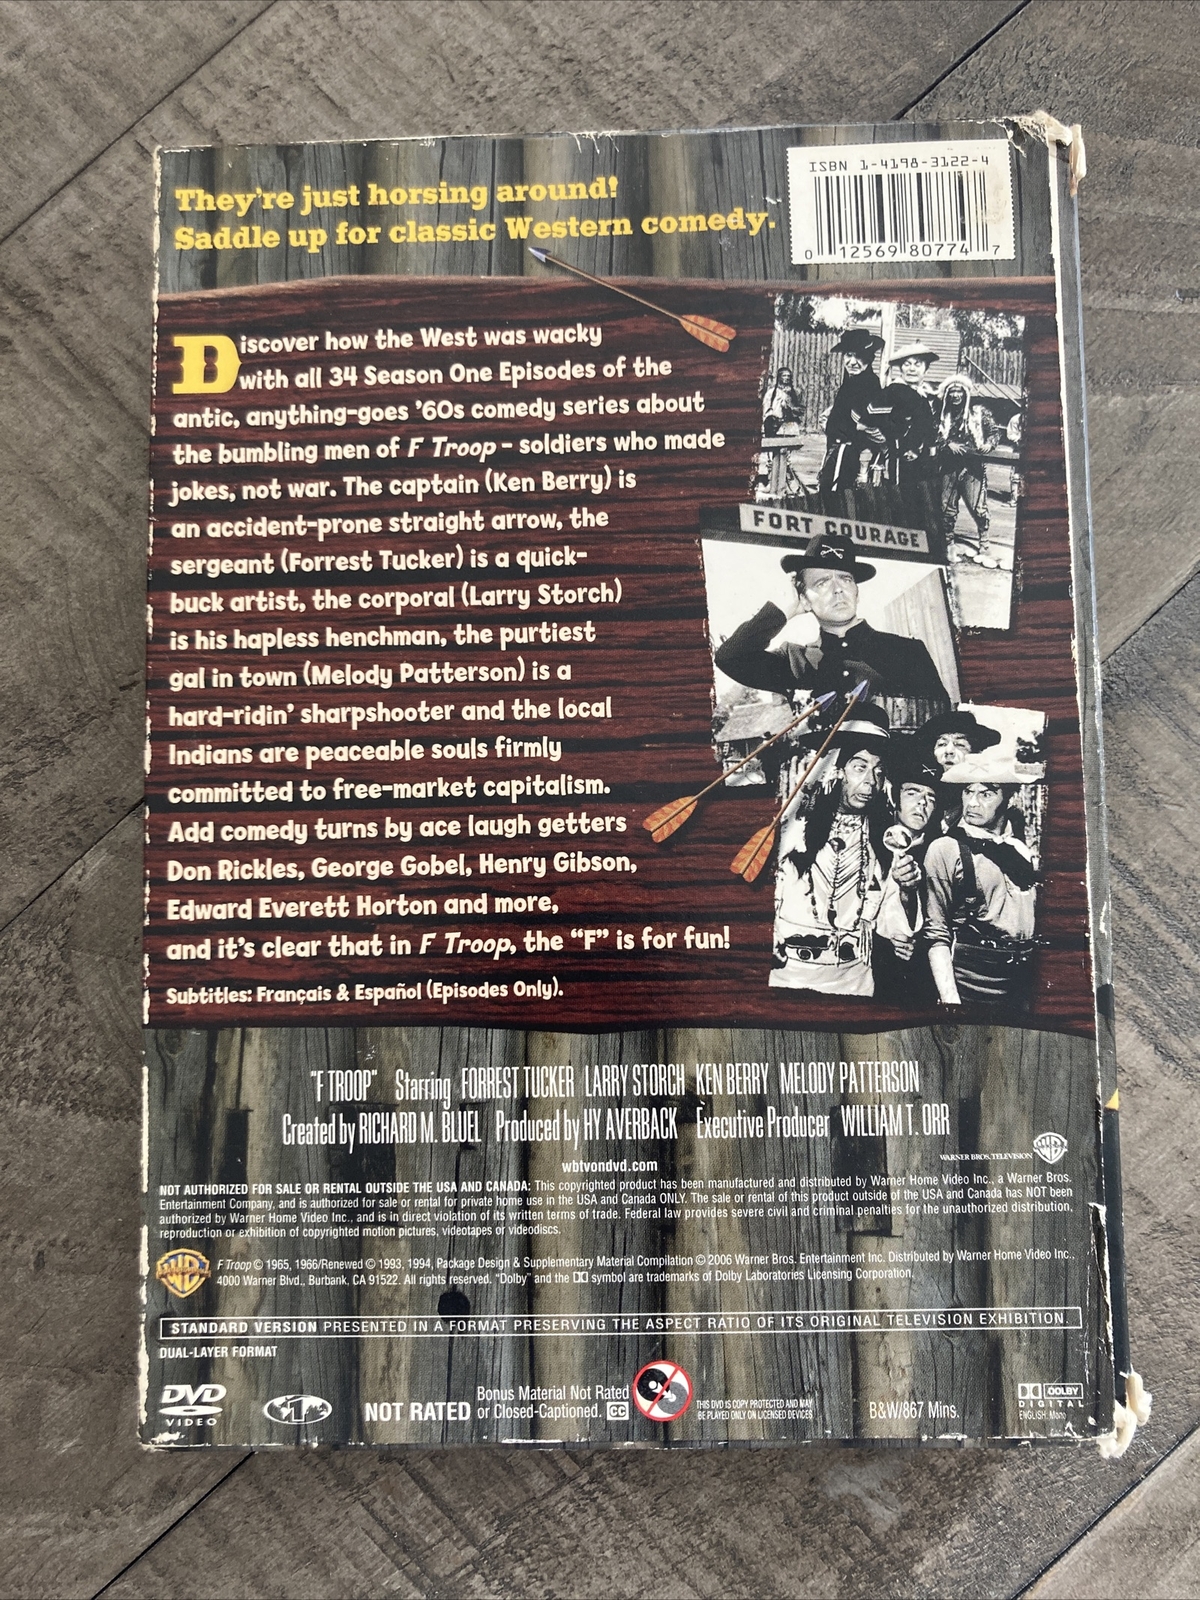 They're just horsing around!
Saddle up for classic Western comedy.
ISBN 1-4198-3122-4
0 12569 80774 7
Discover how the West was wacky
with all 34 Season One Episodes of the
antic, anything-goes '60s comedy series about
the bumbling men of F Troop – soldiers who made
jokes, not war. The captain (Ken Berry) is
an accident-prone straight arrow, the
sergeant (Forrest Tucker) is a quick-
buck artist, the corporal (Larry Storch)
is his hapless henchman, the purtiest
gal in town (Melody Patterson) is a
hard-ridin' sharpshooter and the local
Indians are peaceable souls firmly
committed to free-market capitalism.
Add comedy turns by ace laugh getters
Don Rickles, George Gobel, Henry Gibson,
Edward Everett Horton and more,
and it's clear that in F Troop, the “F” is for fun!
Subtitles: Français & Español (Episodes Only).
FORT COURAGE
"F TROOP" Starring FORREST TUCKER LARRY STORCH KEN BERRY MELODY PATTERSON
Created by RICHARD M. BLUEL Produced by HY AVERBACK Executive Producer WILLIAM T. ORR
WARNER BROS. TELEVISION
wbtvondvd.com
NOT AUTHORIZED FOR SALE OR RENTAL OUTSIDE THE USA AND CANADA: This copyrighted product has been manufactured and distributed by Warner Home Video Inc., a Warner Bros.
Entertainment Company, and is authorized for sale or rental for private home use in the USA and Canada ONLY. The sale or rental of this product outside of the USA and Canada has NOT been
authorized by Warner Home Video Inc., and is in direct violation of its written terms of trade. Federal law provides severe civil and criminal penalties for the unauthorized distribution,
reproduction or exhibition of copyrighted motion pictures, videotapes or videodiscs.
F Troop © 1965, 1966/Renewed © 1993, 1994, Package Design & Supplementary Material Compilation © 2006 Warner Bros. Entertainment Inc. Distributed by Warner Home Video Inc.,
4000 Warner Blvd., Burbank, CA 91522. All rights reserved. "Dolby" and the DD symbol are trademarks of Dolby Laboratories Licensing Corporation.
STANDARD VERSION PRESENTED IN A FORMAT PRESERVING THE ASPECT RATIO OF ITS ORIGINAL TELEVISION EXHIBITION.
DUAL-LAYER FORMAT
DVD
VIDEO
1
NOT RATED
Bonus Material Not Rated
or Closed-Captioned. CC
THIS DVD IS COPY PROTECTED AND MAY
BE PLAYED ONLY ON LICENSED DEVICES
B&W/867 Mins.
DOLBY
DIGITAL
ENGLISH: Mono